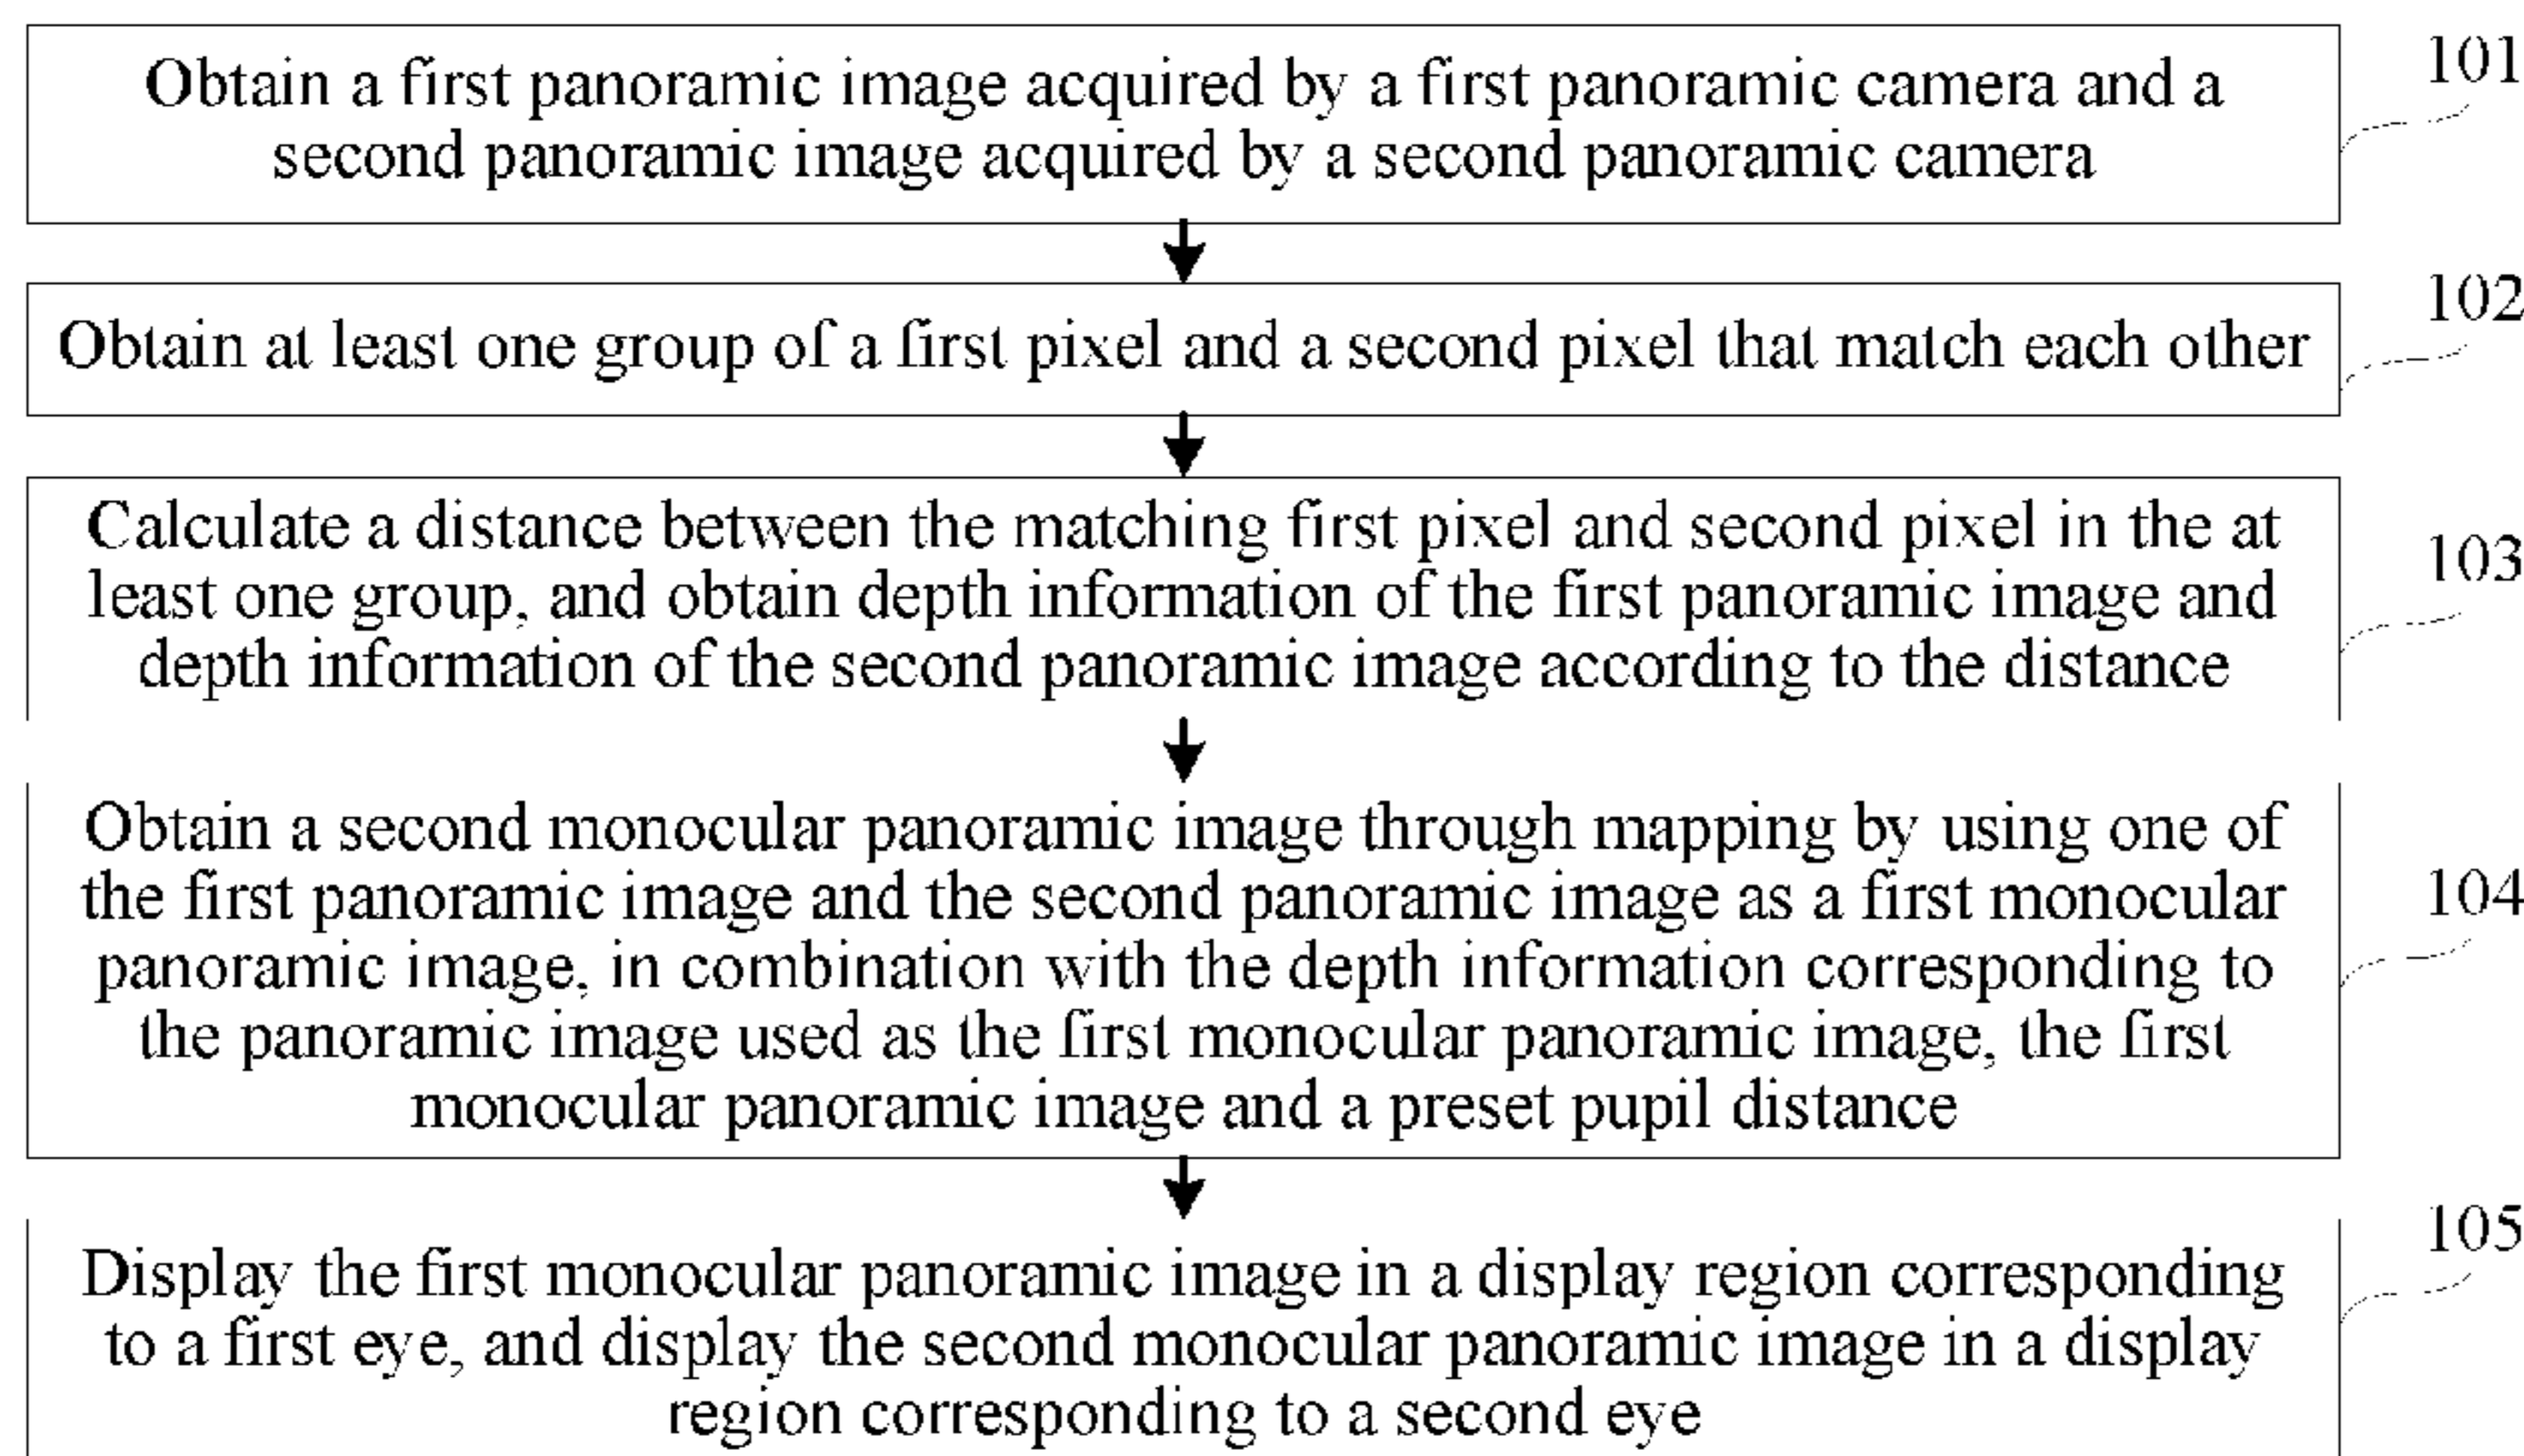 Obtain a first panoramic image acquired by a first panoramic camera and a
second panoramic image acquired by a second panoramic camera
101
Obtain at least one group of a first pixel and a second pixel that match each other
102
Calculate a distance between the matching first pixel and second pixel in the at
least one group, and obtain depth information of the first panoramic image and
depth information of the second panoramic image according to the distance
103
Obtain a second monocular panoramic image through mapping by using one of
the first panoramic image and the second panoramic image as a first monocular
panoramic image, in combination with the depth information corresponding to
the panoramic image used as the first monocular panoramic image, the first
monocular panoramic image and a preset pupil distance
104
Display the first monocular panoramic image in a display region corresponding
to a first eye, and display the second monocular panoramic image in a display
region corresponding to a second eye
105